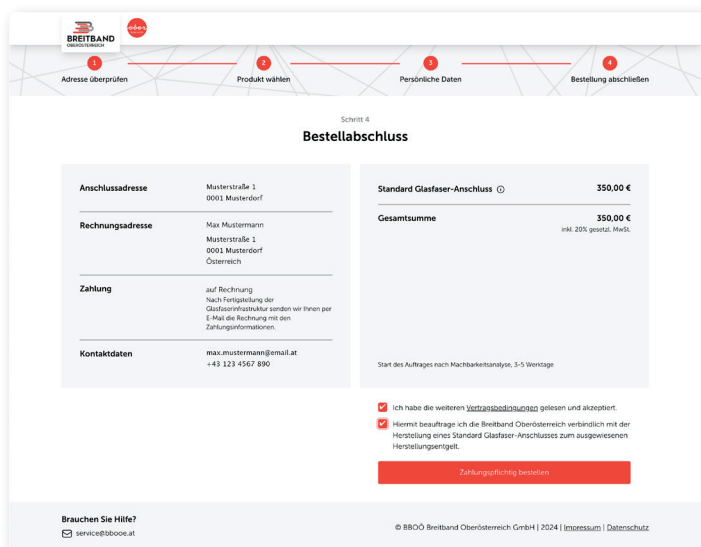 BREITBAND
OBERÖSTERREICH
ober
1
2
3
4
Adresse überprüfen
Produkt wählen
Persönliche Daten
Bestellung abschließen
Schritt 4
Bestellabschluss
Anschlussadresse
Musterstraße 1
0001 Musterdorf
Rechnungsadresse
Max Mustermann
Musterstraße 1
0001 Musterdorf
Österreich
Zahlung
auf Rechnung
Nach Fertigstellung der
Glasfaserinfrastruktur senden wir Ihnen per
E-Mail die Rechnung mit den
Zahlungsinformationen.
Kontaktdaten
max.mustermann@email.at
+43 123 4567 890
Standard Glasfaser-Anschluss 350,00 €
Gesamtsumme 350,00 €
inkl. 20% gesetzl. MwSt.
Start des Auftrages nach Machbarkeitsanalyse, 3-5 Werktage
Ich habe die weiteren Vertragsbedingungen gelesen und akzeptiert.
Hiermit beauftrage ich die Breitband Oberösterreich verbindlich mit der
Herstellung eines Standard Glasfaser-Anschlusses zum ausgewiesenen
Herstellungsentgelt.
Zahlungspflichtig bestellen
Brauchen Sie Hilfe?
service@bbooe.at
© BBOÖ Breitband Oberösterreich GmbH | 2024 | Impressum | Datenschutz